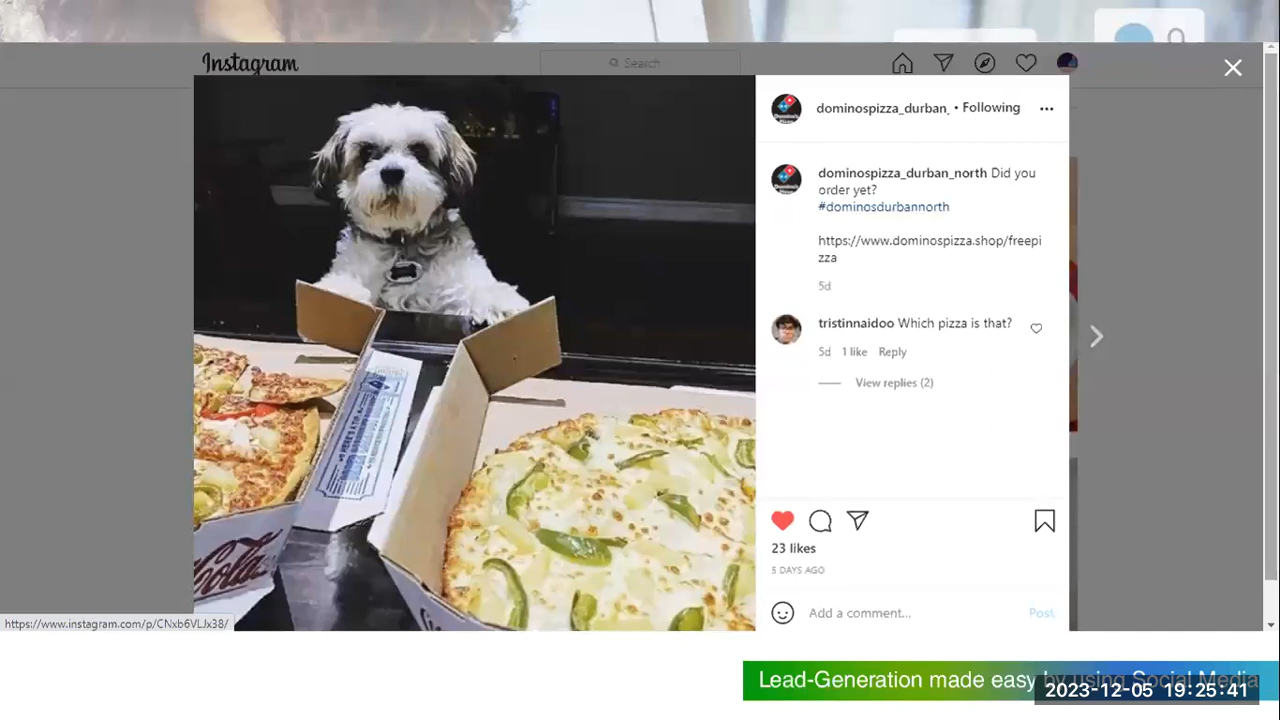 Instagram
Search
dominospizza_durban_ • Following
dominospizza_durban_north Did you
order yet?
#dominosdurbannorth
https://www.dominospizza.shop/freepi
zza
5d
tristinnaidoo Which pizza is that?
5d 1 like Reply
View replies (2)
23 likes
5 DAYS AGO
Add a comment...
Post
Cola
https://www.instagram.com/p/CNxb6VLJx38/
Lead-Generation made easy by using Social Media
2023-12-05 19:25:41